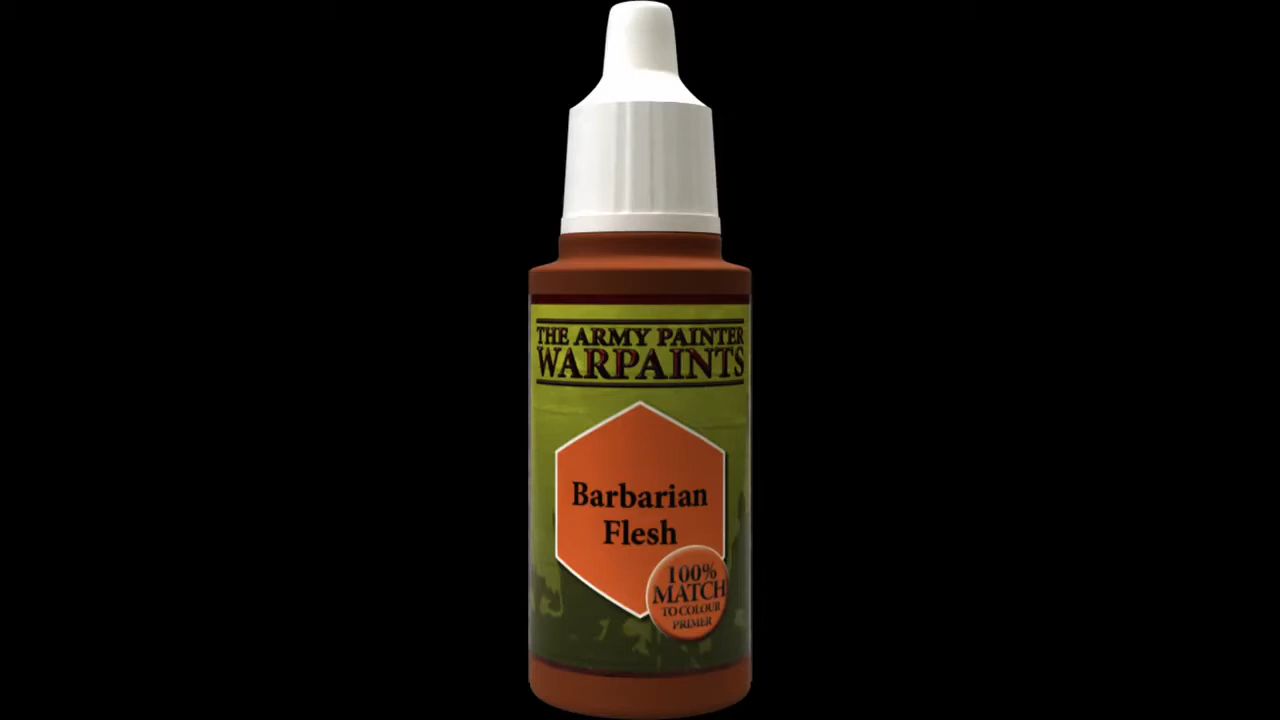 THE ARMY PAINTER
WARPAINTS
Barbarian
Flesh
100%
MATCH
TO COLOUR
PRIMER